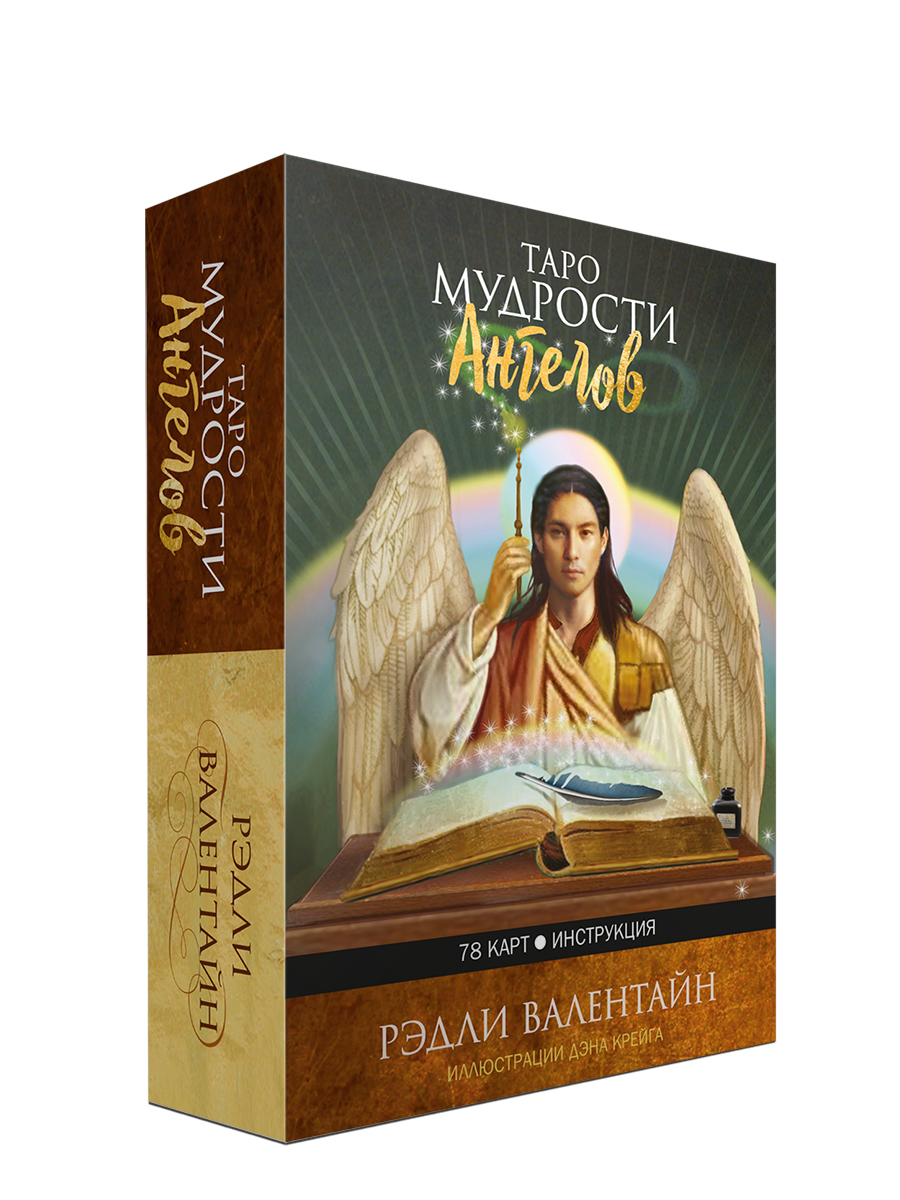 ТАРО
МУДРОСТИ
Ангелов
78 КАРТ ● ИНСТРУКЦИЯ
РЭДЛИ ВАЛЕНТАЙН
ИЛЛЮСТРАЦИИ ДЭНА КРЕЙГА
ТАРО
МУДРОСТИ
Ангелов
РЭДЛИ
ВАЛЕНТАЙН